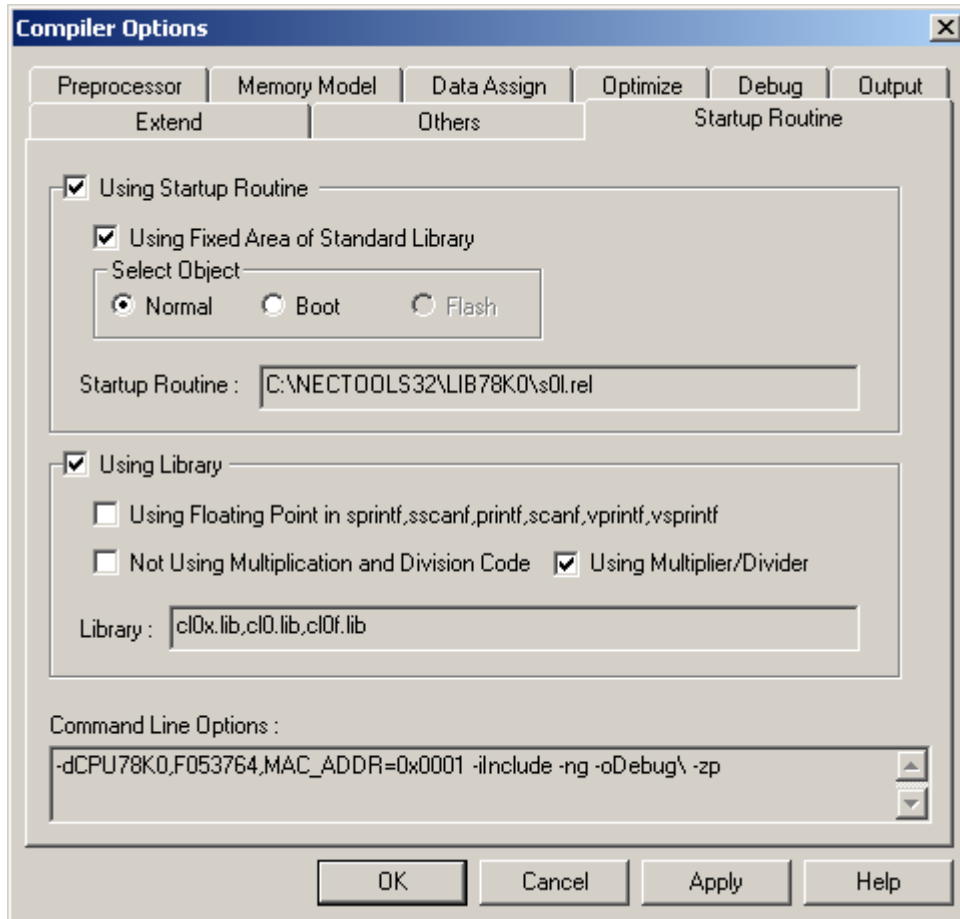 Compiler Options
Preprocessor Memory Model Data Assign Optimize Debug Output
Extend Others Startup Routine
Using Startup Routine
Using Fixed Area of Standard Library
Select Object
Normal Boot Flash
Startup Routine : C:\NECTOOLS32\LIB78K0\s0l.rel
Using Library
Using Floating Point in sprintf,sscanf,printf,scanf,vprintf,vsprintf
Not Using Multiplication and Division Code Using Multiplier/Divider
Library : cl0x.lib,cl0.lib,cl0f.lib
Command Line Options :
-dCPU78K0,F053764,MAC_ADDR=0x0001 -iInclude -ng -oDebug\ -zp
OK Cancel Apply Help